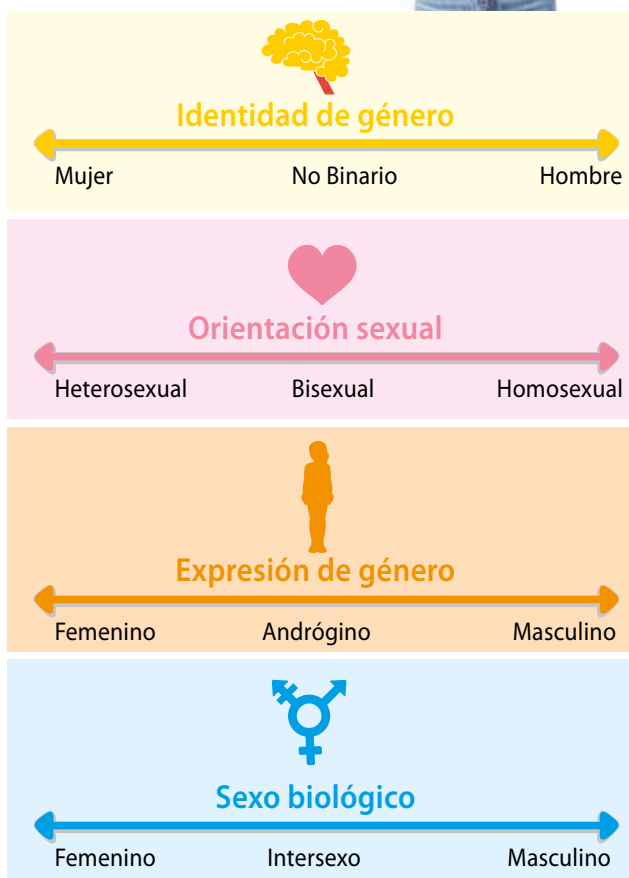 Identidad de género
Mujer No Binario Hombre
Orientación sexual
Heterosexual Bisexual Homosexual
Expresión de género
Femenino Andrógino Masculino
Sexo biológico
Femenino Intersexo Masculino